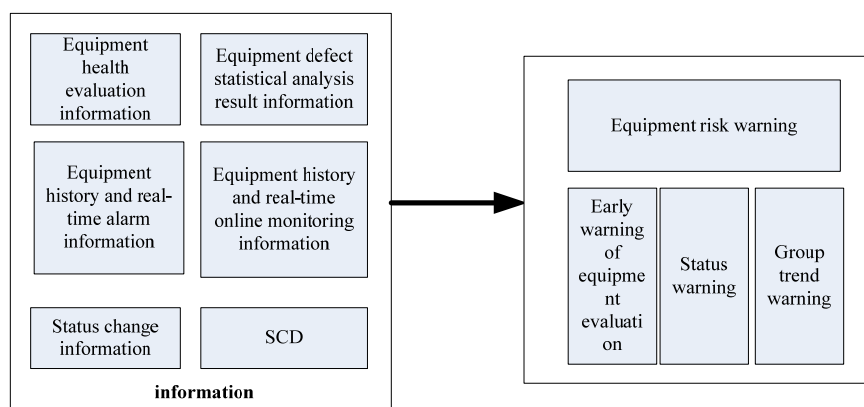 Equipment
health
evaluation
information
Equipment defect
statistical analysis
result information
Equipment
history and real-
time alarm
information
Equipment history
and real-time
online monitoring
information
Status change
information
SCD
information
Equipment risk warning
Early
warning
of
equipme
nt
evaluati
on
Status
warning
Group
trend
warning